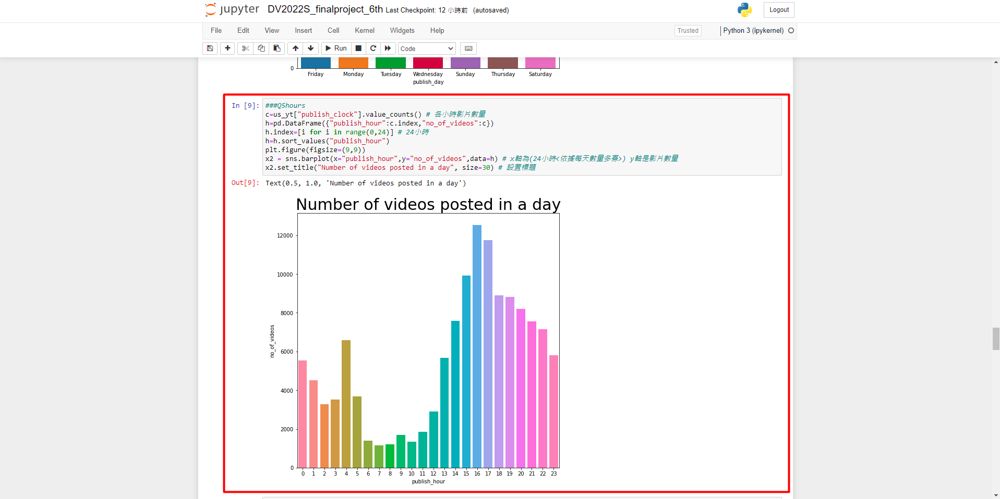 jupyter DV2022S_finalproject_6th Last Checkpoint: 12 小時前 (autosaved) Logout
File Edit View Insert Cell Kernel Widgets Help Trusted Python 3 (ipykernel)
Run Code
0
Friday Monday Tuesday Wednesday Sunday Thursday Saturday
publish_day
In [9]: ###Q5hours
c=us_yt["publish_clock"].value_counts() # 各小時影片數量
h=pd.DataFrame({"publish_hour":c.index,"no_of_videos":c})
h.index=[i for i in range(0,24)] # 24小時
h=h.sort_values("publish_hour")
plt.figure(figsize=(9,9))
x2 = sns.barplot(x="publish_hour",y="no_of_videos",data=h) # x軸為(24小時<依據每天數量多寡>) y軸是影片數量
x2.set_title("Number of videos posted in a day", size=30) # 設置標題
Out[9]: Text(0.5, 1.0, 'Number of videos posted in a day')
Number of videos posted in a day
12000
10000
8000
6000
4000
2000
0
no_of_videos
0 1 2 3 4 5 6 7 8 9 10 11 12 13 14 15 16 17 18 19 20 21 22 23
publish_hour